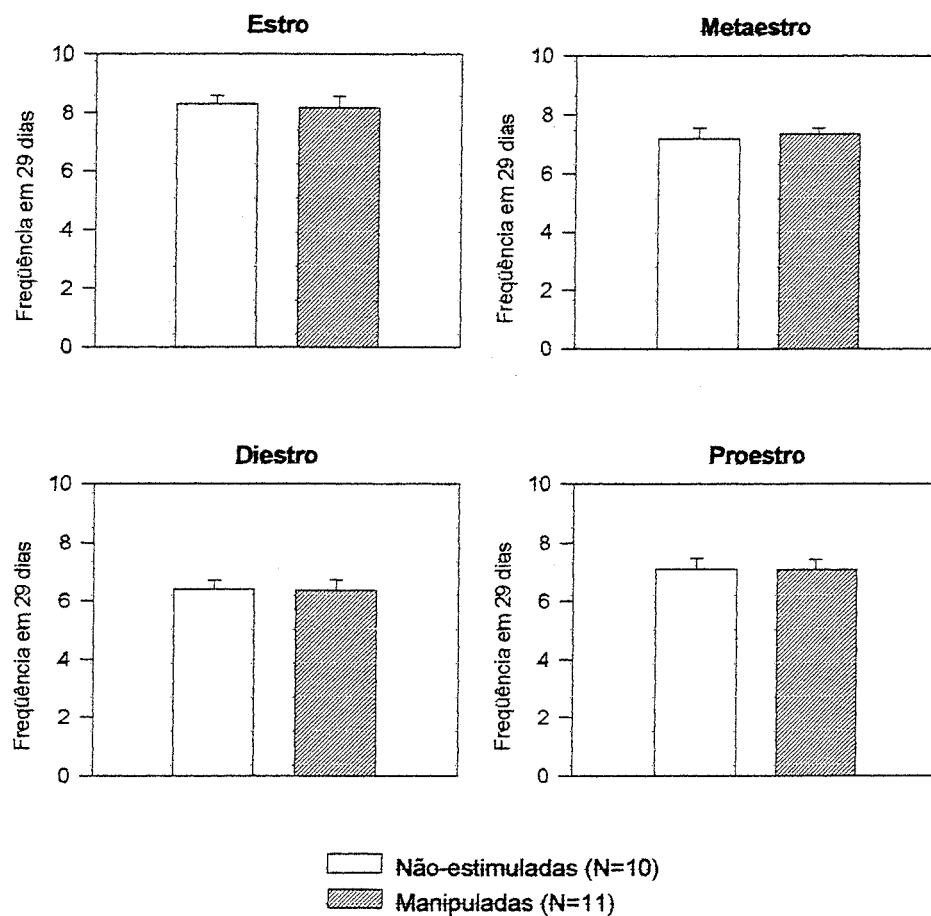 Estro
Freqüência em 29 dias
10
8
6
4
2
0
Metaestro
Freqüência em 29 dias
10
8
6
4
2
0
Diestro
Freqüência em 29 dias
10
8
6
4
2
0
Proestro
Freqüência em 29 dias
10
8
6
4
2
0
Não-estimuladas (N=10)
Manipuladas (N=11)